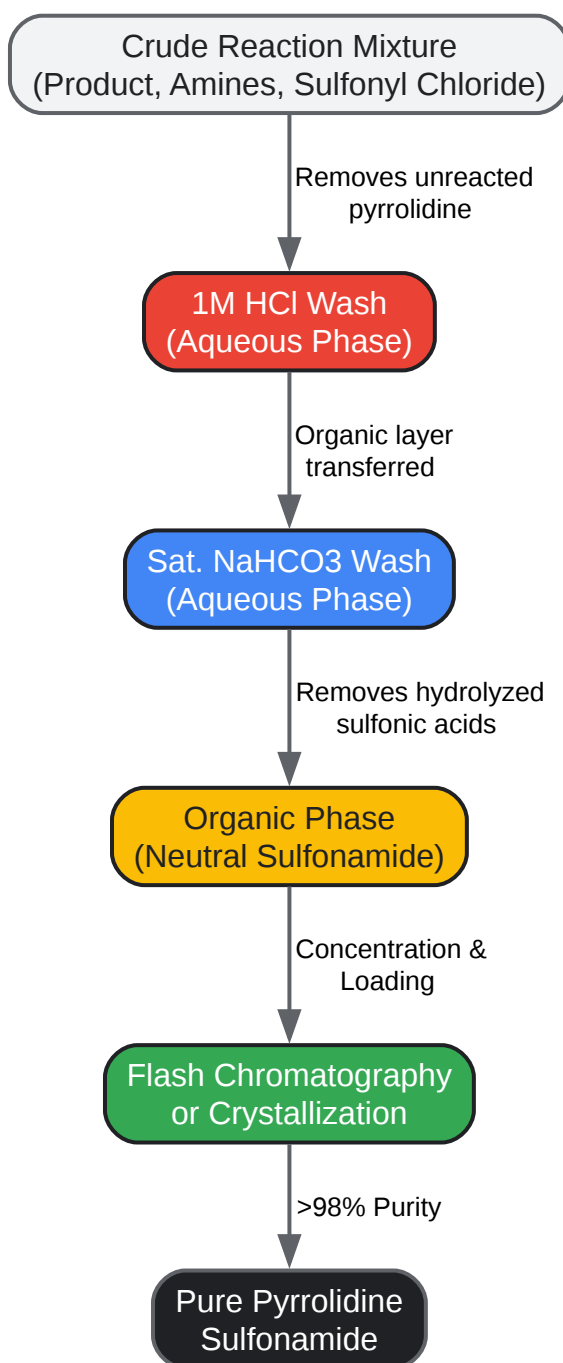 Crude Reaction Mixture
(Product, Amines, Sulfonyl Chloride)
Removes unreacted
pyrrolidine
1M HCl Wash
(Aqueous Phase)
Organic layer
transferred
Sat. NaHCO3 Wash
(Aqueous Phase)
Removes hydrolyzed
sulfonic acids
Organic Phase
(Neutral Sulfonamide)
Concentration &
Loading
Flash Chromatography
or Crystallization
>98% Purity
Pure Pyrrolidine
Sulfonamide